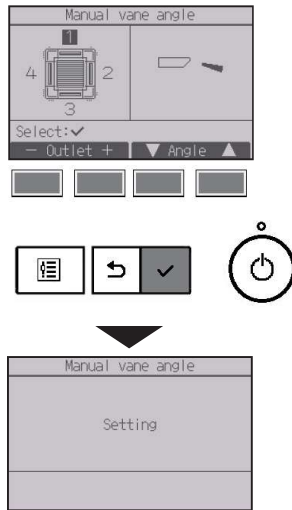 Manual vane angle
1
4 2
3
Select:✓
− Outlet + ▼ Angle ▲
Manual vane angle
Setting